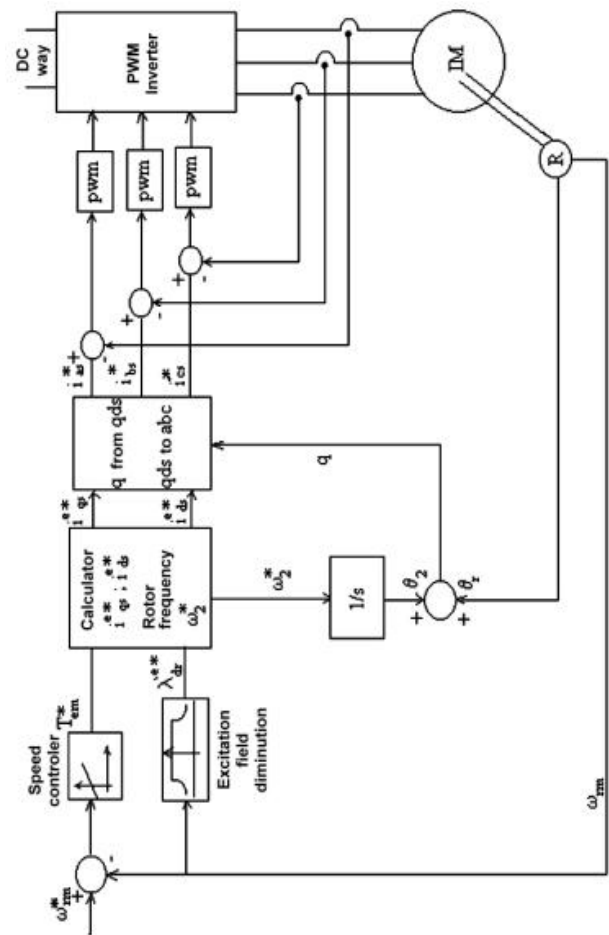 DC
way
PWM
Inverter
IM
R
pwm
pwm
pwm
+
-
+
-
+
-
i*as
i*bs
i*cs
q from qds
qds to abc
q
i^e*qs
i^e*ds
Calculator
i^e*qs ; i^e*ds
Rotor
frequency
ω*2
ω*2
1/s
θ2
+
+
θr
T*em
λ'^e*dr
Speed
controler
Excitation
field
diminution
ω*rm
+
-
ωrm